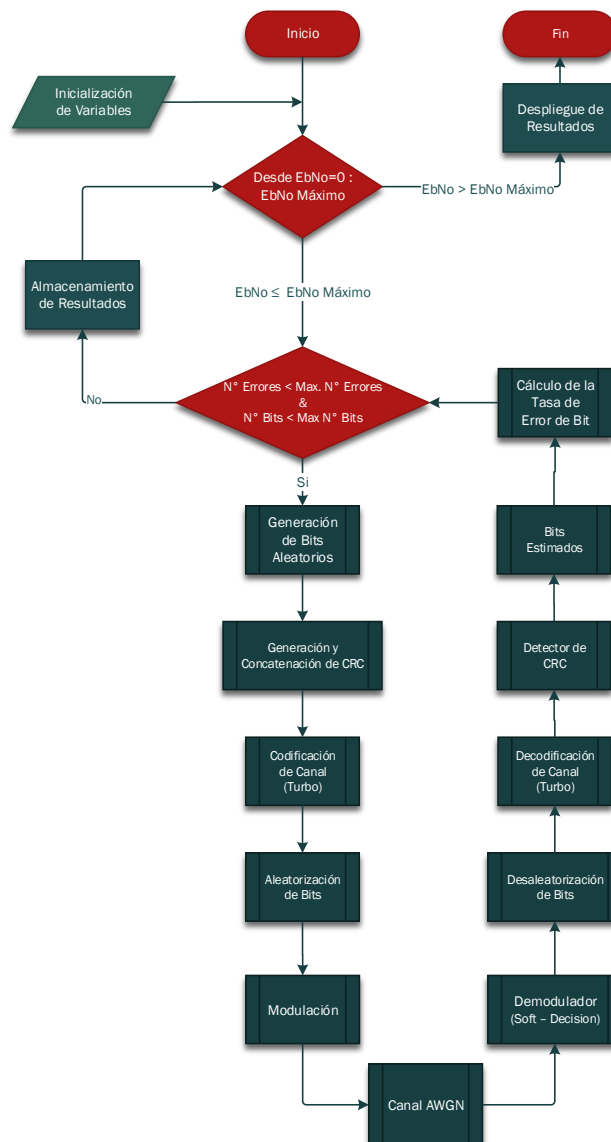 Inicio
Fin
Inicialización
de Variables
Despliegue de
Resultados
Desde EbNo=0 :
EbNo Máximo
EbNo > EbNo Máximo
Almacenamiento
de Resultados
EbNo ≤ EbNo Máximo
N° Errores < Max. N° Errores
&
N° Bits < Max N° Bits
No
Cálculo de la
Tasa de
Error de Bit
Si
Generación
de Bits
Aleatorios
Bits
Estimados
Generación y
Concatenación de CRC
Detector de
CRC
Codificación
de Canal
(Turbo)
Decodificación
de Canal
(Turbo)
Aleatorización
de Bits
Desaleatorización
de Bits
Modulación
Demodulador
(Soft – Decision)
Canal AWGN